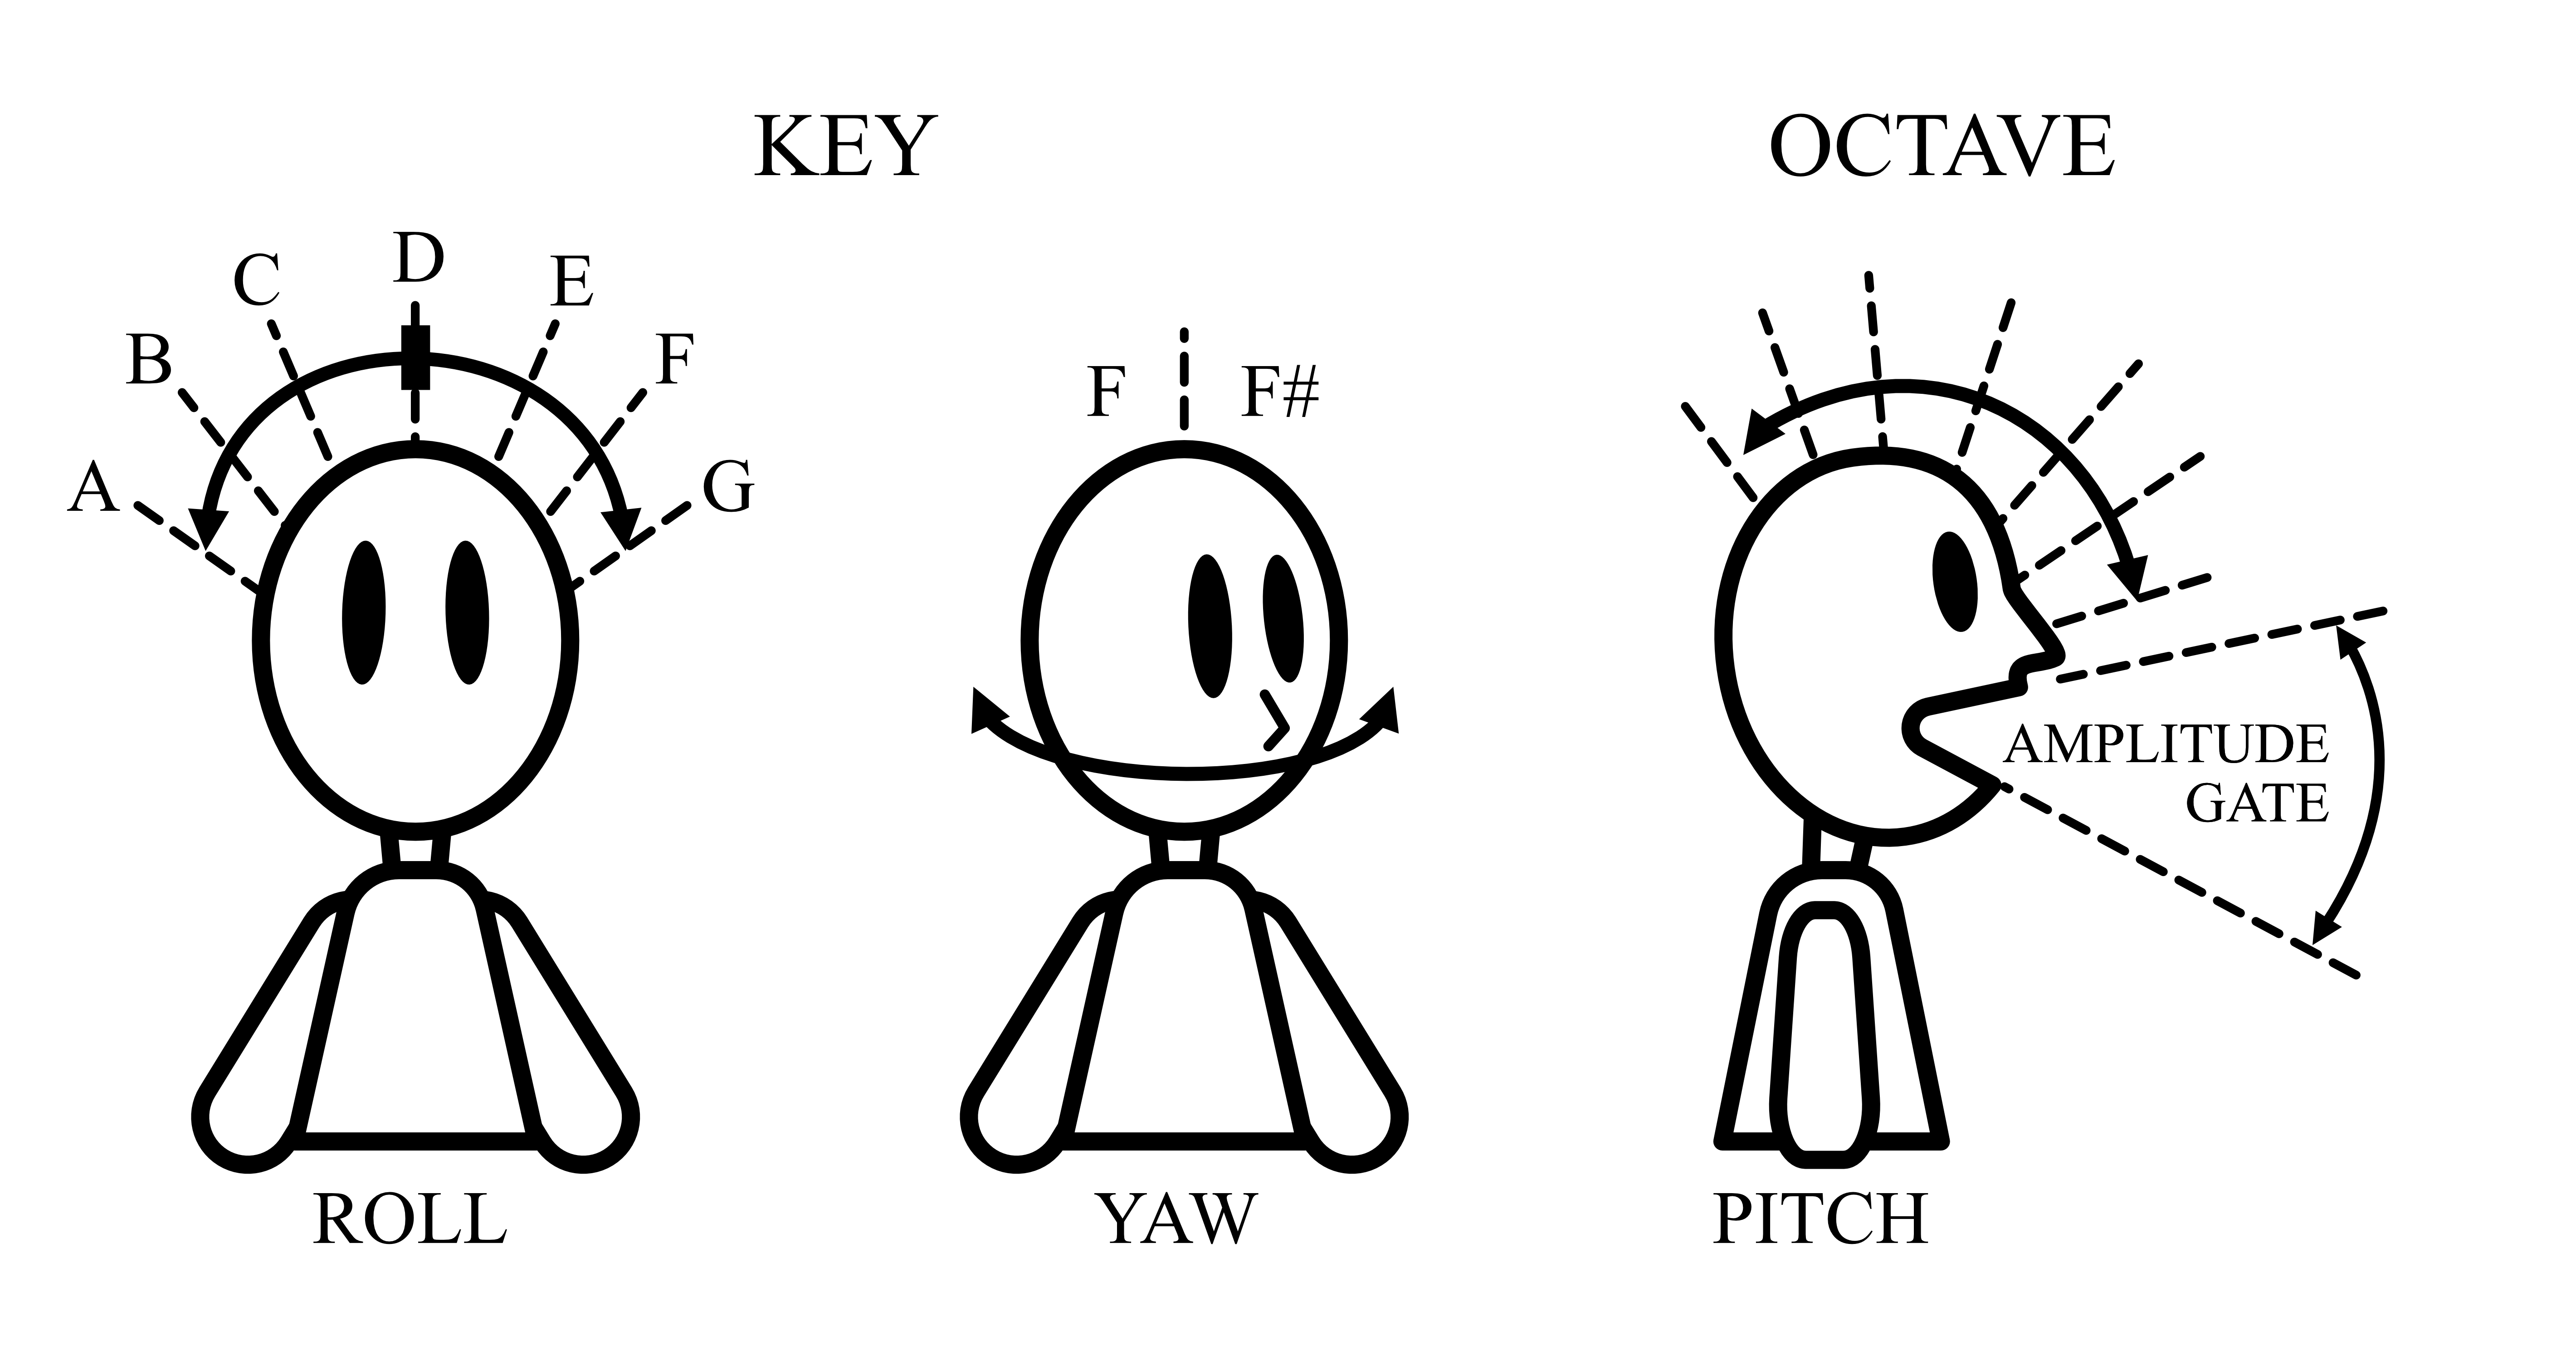 KEY
OCTAVE
A
B
C
D
E
F
G
F
F#
AMPLITUDE
GATE
ROLL
YAW
PITCH